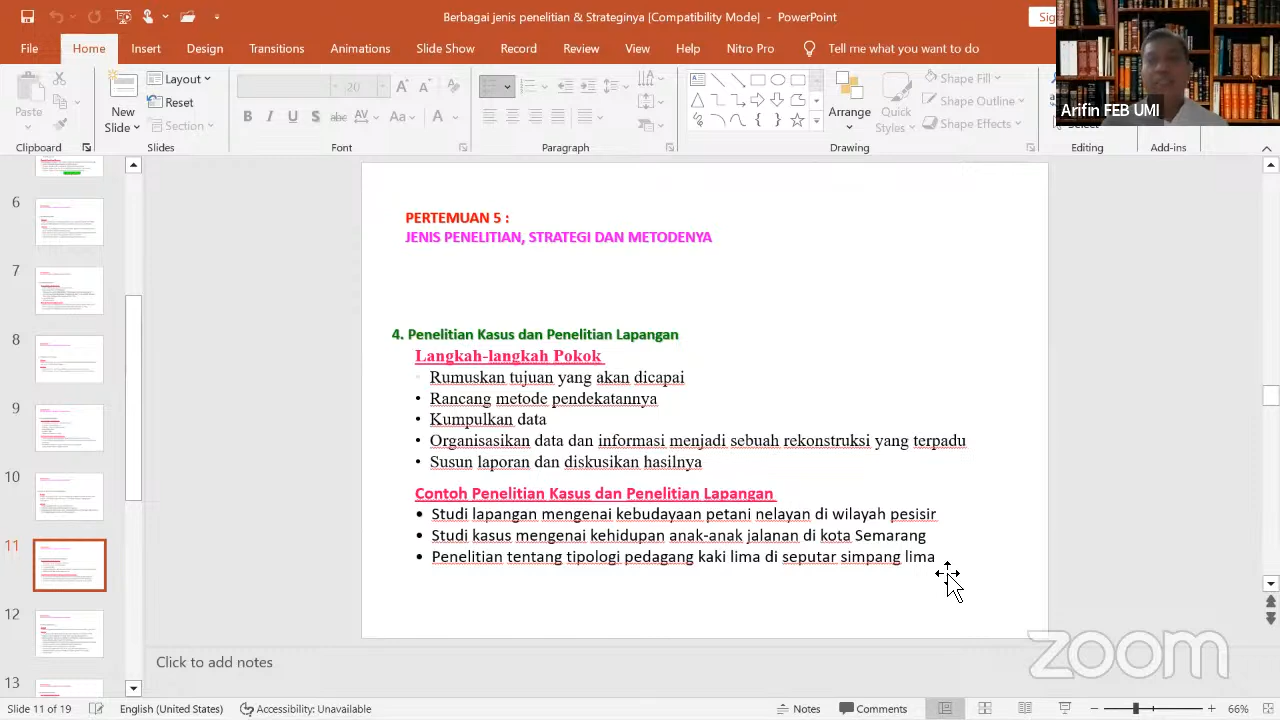 Berbagai jenis penelitian & Strateginya [Compatibility Mode] - PowerPoint
File Home Insert Design Transitions Animations Slide Show Record Review View Help Nitro Pro Tell me what you want to do
Arifin FEB UMI
Paste
New
Slide
Layout
Reset
Section
Arrange
Quick
Styles
Shape Fill
Shape Outline
Shape Effects
Select
Clipboard Slides Font Paragraph Drawing Editing Add-ins
6
7
11
12
13
PERTEMUAN 5 :
JENIS PENELITIAN, STRATEGI DAN METODENYA
4. Penelitian Kasus dan Penelitian Lapangan
Langkah-langkah Pokok
Rumuskan tujuan yang akan dicapai
• Rancang metode pendekatannya
• Kumpulkan data
Organisasikan data dan informasi menjadi sebuah rekonstruksi yang terpadu
• Susun laporan dan diskusikan hasilnya
Contoh Penelitian Kasus dan Penelitian Lapangan
• Studi lapangan mengenai kebudayaan petani nelayan di wilayah pesisir
• Studi kasus mengenai kehidupan anak-anak jalanan di kota Semarang
• Penelitian tentang tipologi pedagang kaki lima di seputar simpang lima
zoom
Click to add notes
Slide 11 of 19 English (United States) Accessibility: Unavailable Notes Comments 66%